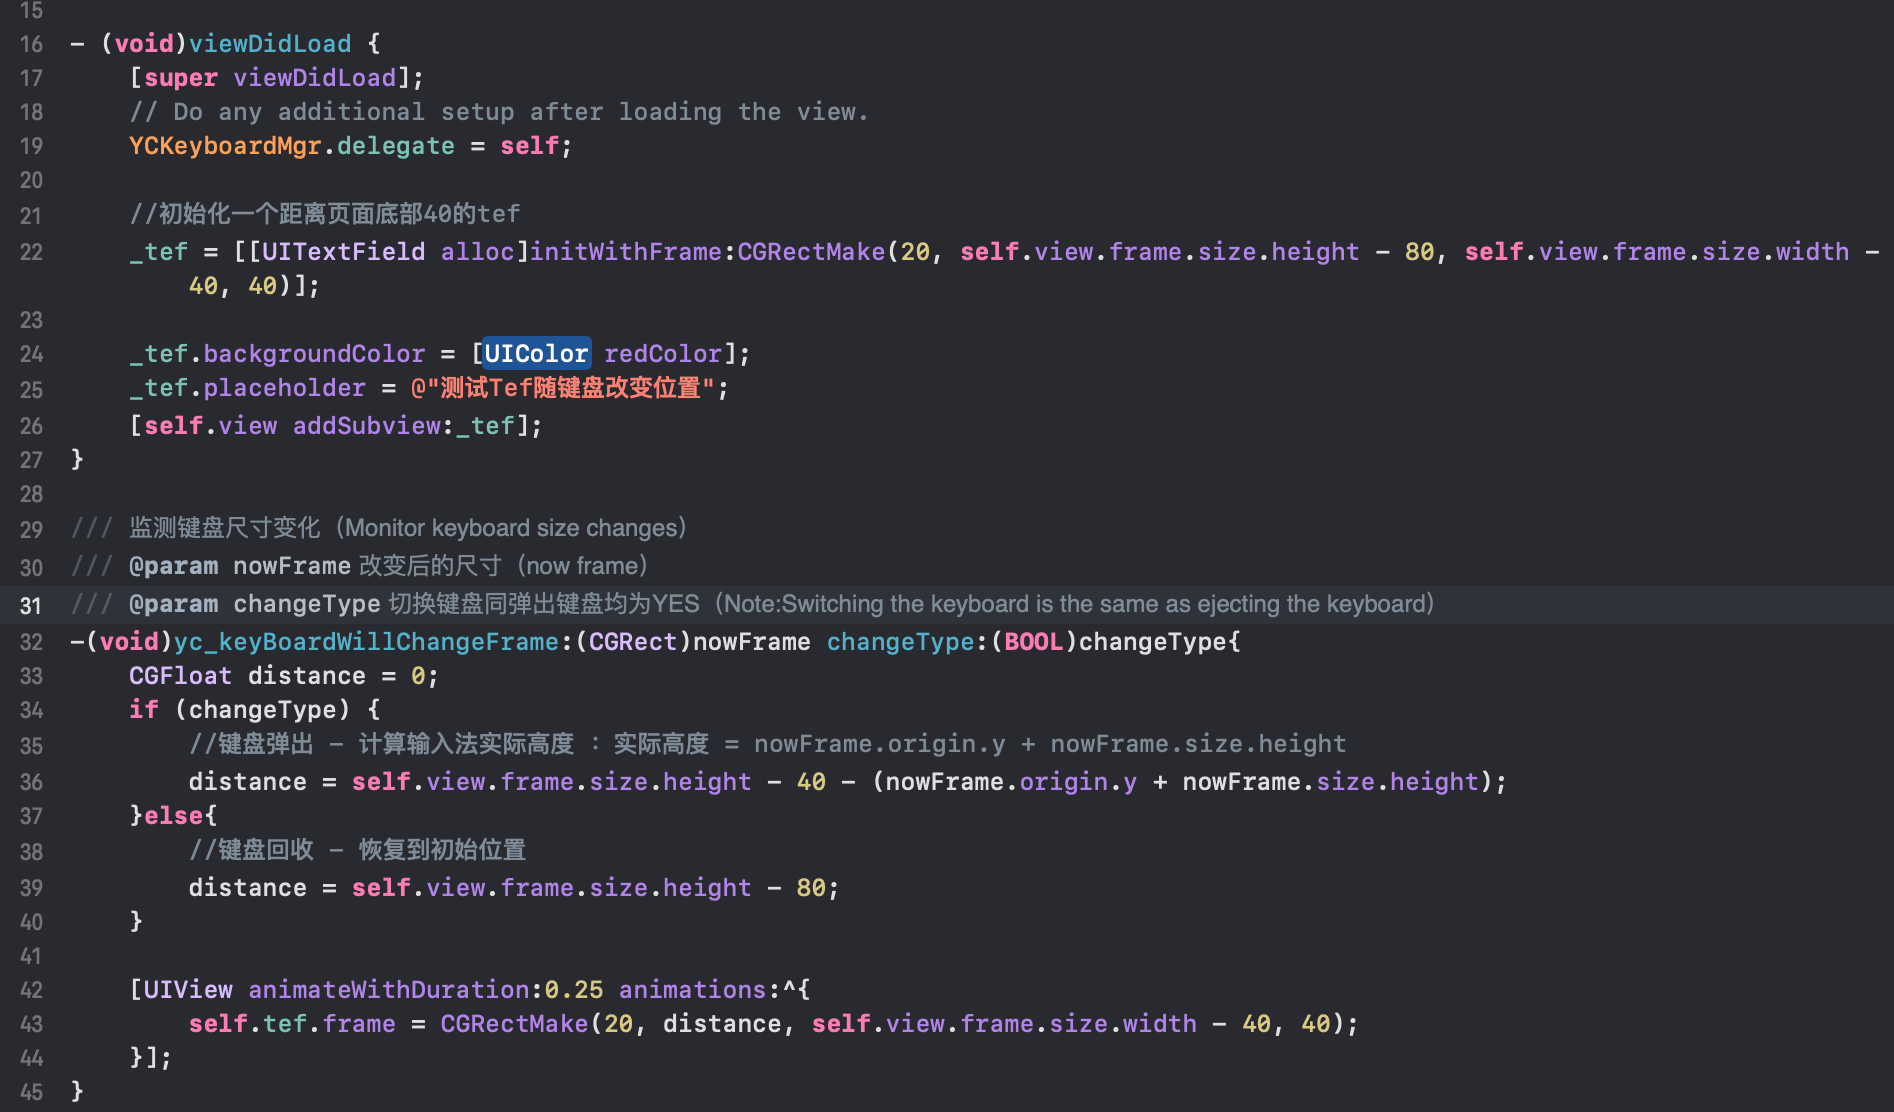 15
16 - (void)viewDidLoad {
17 [super viewDidLoad];
18 // Do any additional setup after loading the view.
19 YCKeyboardMgr.delegate = self;
20
21 //初始化一个距离页面底部40的tef
22 _tef = [[UITextField alloc]initWithFrame:CGRectMake(20, self.view.frame.size.height - 80, self.view.frame.size.width -
40, 40)];
23
24 _tef.backgroundColor = [UIColor redColor];
25 _tef.placeholder = @"测试Tef随键盘改变位置";
26 [self.view addSubview:_tef];
27 }
28
29 /// 监测键盘尺寸变化（Monitor keyboard size changes）
30 /// @param nowFrame 改变后的尺寸（now frame）
31 /// @param changeType 切换键盘同弹出键盘均为YES（Note:Switching the keyboard is the same as ejecting the keyboard）
32 -(void)yc_keyBoardWillChangeFrame:(CGRect)nowFrame changeType:(BOOL)changeType{
33 CGFloat distance = 0;
34 if (changeType) {
35 //键盘弹出 - 计算输入法实际高度 : 实际高度 = nowFrame.origin.y + nowFrame.size.height
36 distance = self.view.frame.size.height - 40 - (nowFrame.origin.y + nowFrame.size.height);
37 }else{
38 //键盘回收 - 恢复到初始位置
39 distance = self.view.frame.size.height - 80;
40 }
41
42 [UIView animateWithDuration:0.25 animations:^{
43 self.tef.frame = CGRectMake(20, distance, self.view.frame.size.width - 40, 40);
44 }];
45 }